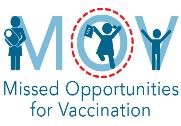 MOV
Missed Opportunities
for Vaccination